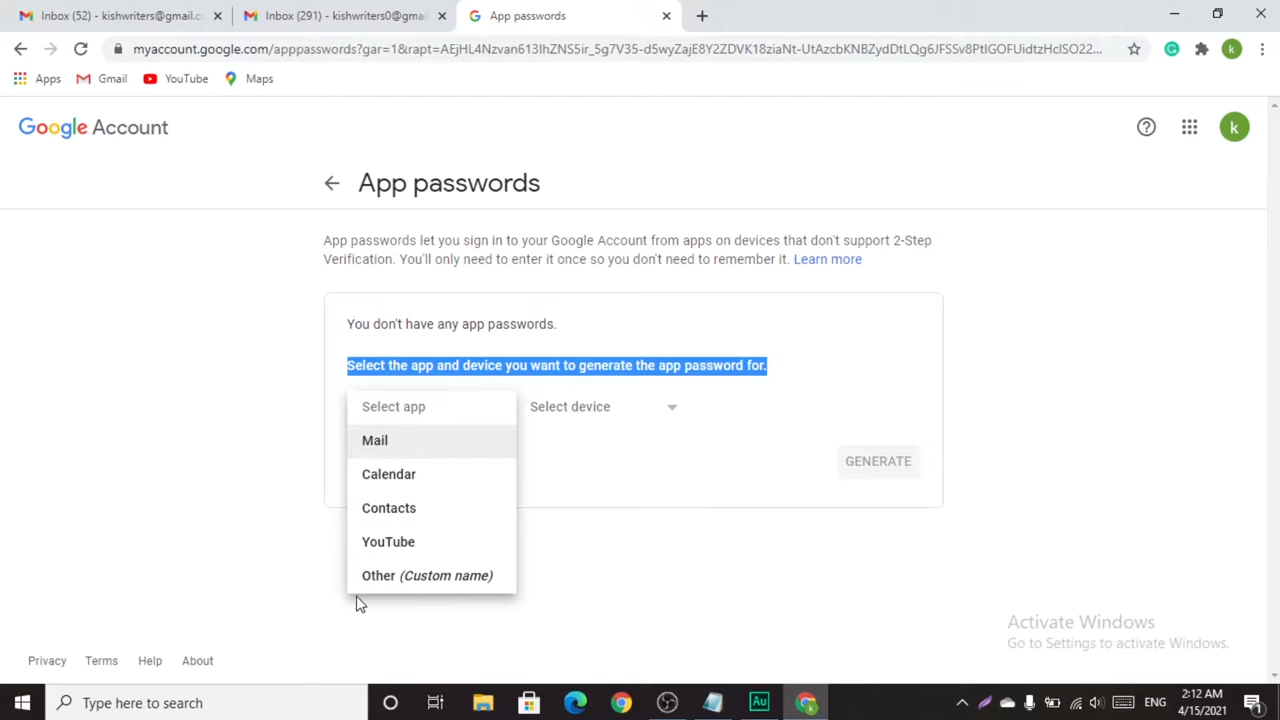 Inbox (52) - kishwriters@gmail.cc
Inbox (291) - kishwriters0@gmail
App passwords
myaccount.google.com/apppasswords?gar=1&rapt=AEjHL4Nzvan613IhZNS5ir_5g7V35-d5wyZajE8Y2ZDVK18ziaNt-UtAzcbKNBZydDtLQg6JFSSv8PtIGOFUidtzHclSO22...
k
Apps
Gmail
YouTube
Maps
Google Account
k
App passwords
App passwords let you sign in to your Google Account from apps on devices that don't support 2-Step
Verification. You'll only need to enter it once so you don't need to remember it. Learn more
You don't have any app passwords.
Select the app and device you want to generate the app password for.
Select app
Select device
Mail
Calendar
Contacts
YouTube
Other (Custom name)
GENERATE
Activate Windows
Go to Settings to activate Windows.
Privacy
Terms
Help
About
Type here to search
Au
ENG
2:12 AM
4/15/2021
1